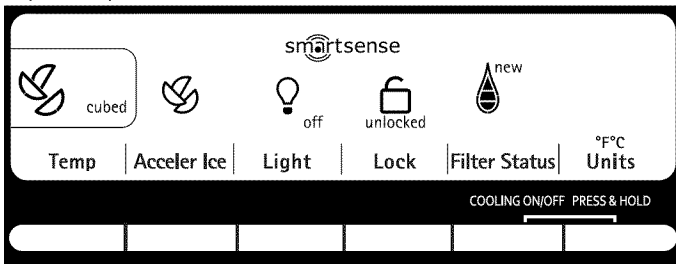 smartsense
cubed
off
unlocked
new
Temp
Acceler Ice
Light
Lock
Filter Status
°F°C
Units
COOLING ON/OFF PRESS & HOLD